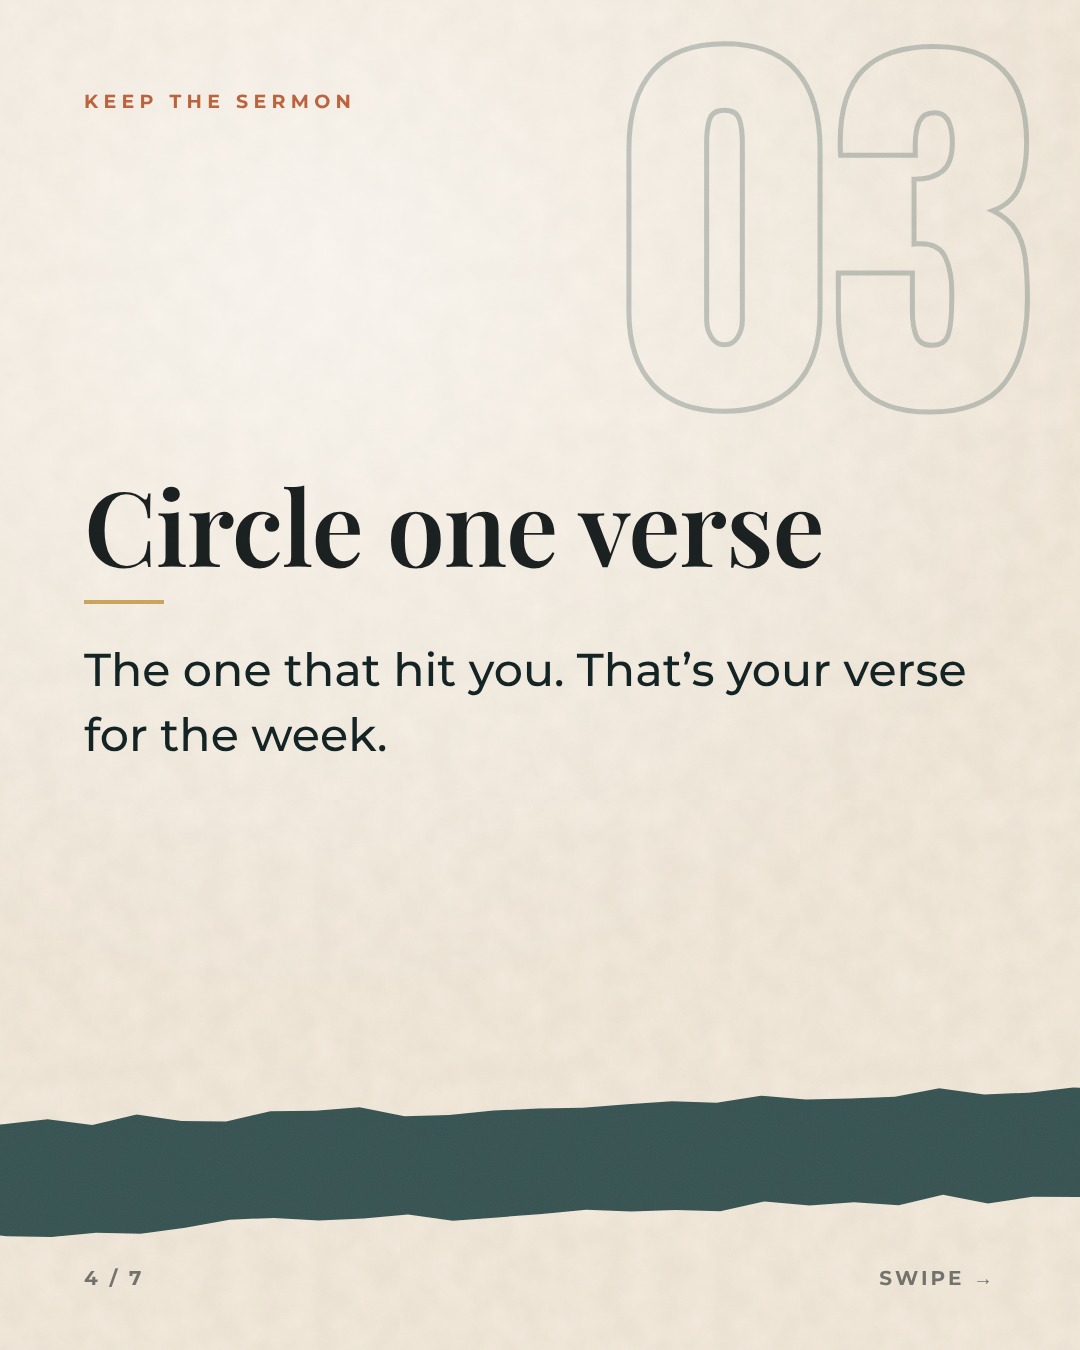 KEEP THE SERMON
03
Circle one verse
The one that hit you. That’s your verse
for the week.
4 / 7
SWIPE →